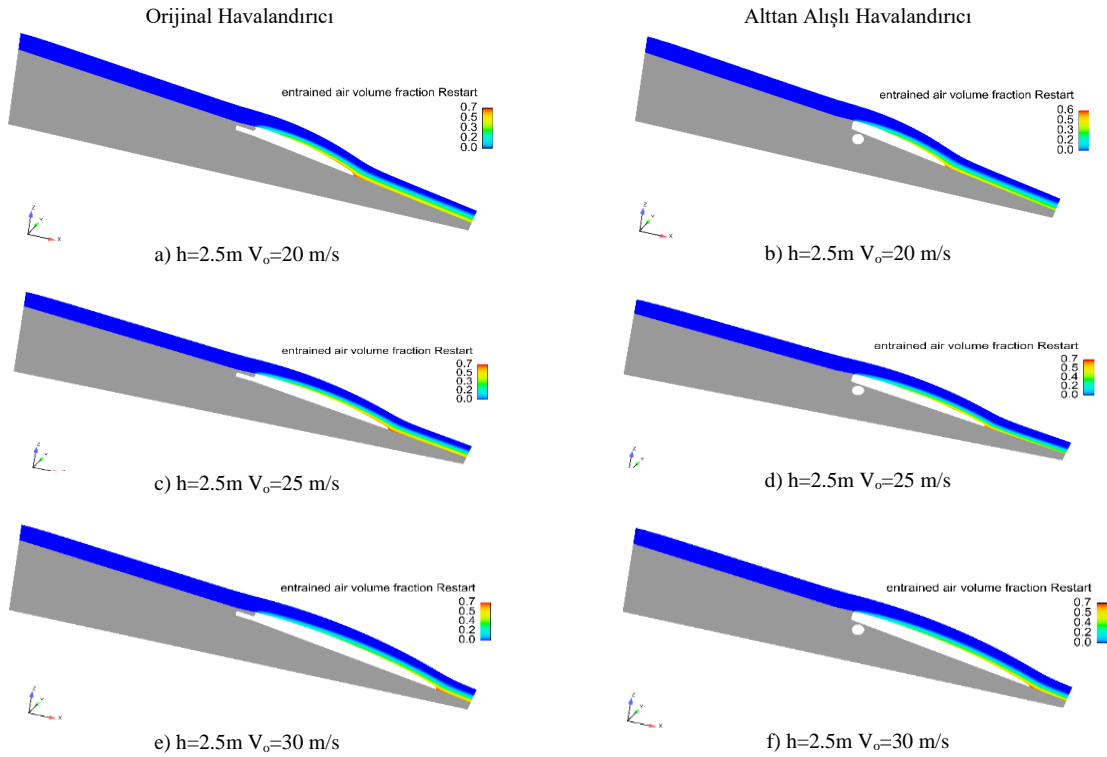 Orijinal Havalandırıcı
Alttan Alışlı Havalandırıcı
entrained air volume fraction Restart
0.7
0.5
0.3
0.2
0.0
z
Y
x
a) h=2.5m Vo=20 m/s
entrained air volume fraction Restart
0.6
0.5
0.3
0.2
0.0
z
Y
x
b) h=2.5m Vo=20 m/s
entrained air volume fraction Restart
0.7
0.5
0.3
0.2
0.0
z
Y
c) h=2.5m Vo=25 m/s
entrained air volume fraction Restart
0.7
0.5
0.4
0.2
0.0
z
Y
d) h=2.5m Vo=25 m/s
entrained air volume fraction Restart
0.7
0.5
0.3
0.2
0.0
z
Y
x
e) h=2.5m Vo=30 m/s
entrained air volume fraction Restart
0.7
0.5
0.4
0.2
0.0
z
Y
x
f) h=2.5m Vo=30 m/s